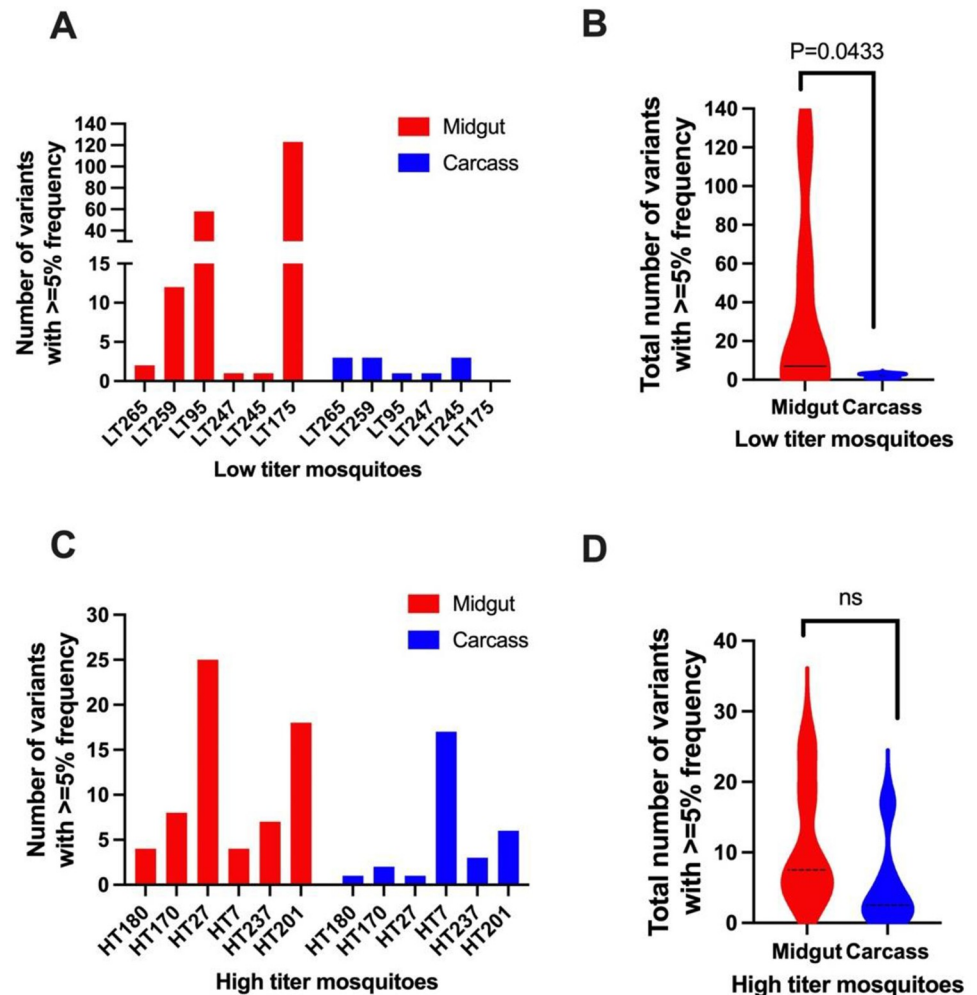 A
Number of variants
with >=5% frequency
140
120
100
80
60
40
15
10
5
0
Midgut
Carcass
LT265
LT259
LT95
LT247
LT245
LT175
LT265
LT259
LT95
LT247
LT245
LT175
Low titer mosquitoes
B
P=0.0433
Total number of variants
with >=5% frequency
140
120
100
80
60
40
20
0
Midgut Carcass
Low titer mosquitoes
C
Number of variants
with >=5% frequency
30
25
20
15
10
5
0
Midgut
Carcass
HT180
HT170
HT27
HT7
HT237
HT201
HT180
HT170
HT27
HT7
HT237
HT201
High titer mosquitoes
D
ns
Total number of variants
with >=5% frequency
40
30
20
10
0
Midgut Carcass
High titer mosquitoes